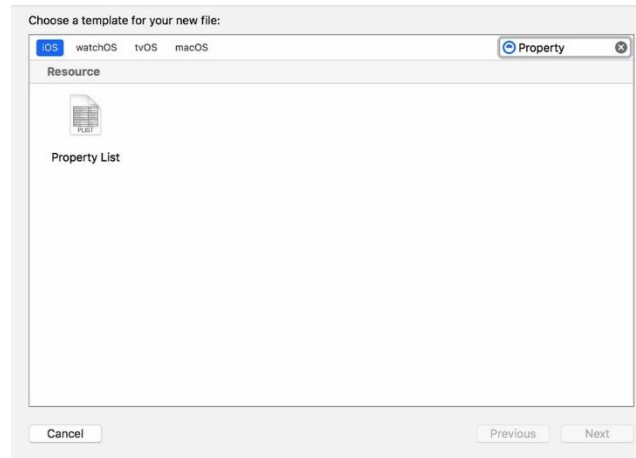 Choose a template for your new file:
iOS watchOS tvOS macOS Property
Resource
PLIST
Property List
Cancel Previous Next